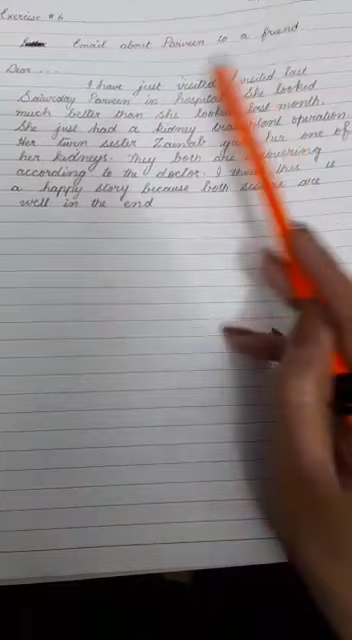 Exercise # 6
Email about Parveen to a friend
Dear ....
I have just visited I visited last
Saturday Parveen in hospital. She looked
much better than she looked last month.
She just had a kidney transplant operation.
Her twin sister Zainab gave her one of
her kidneys. They both are recovering
according to the doctor. I think this is
a happy story because both sisters are
well in the end